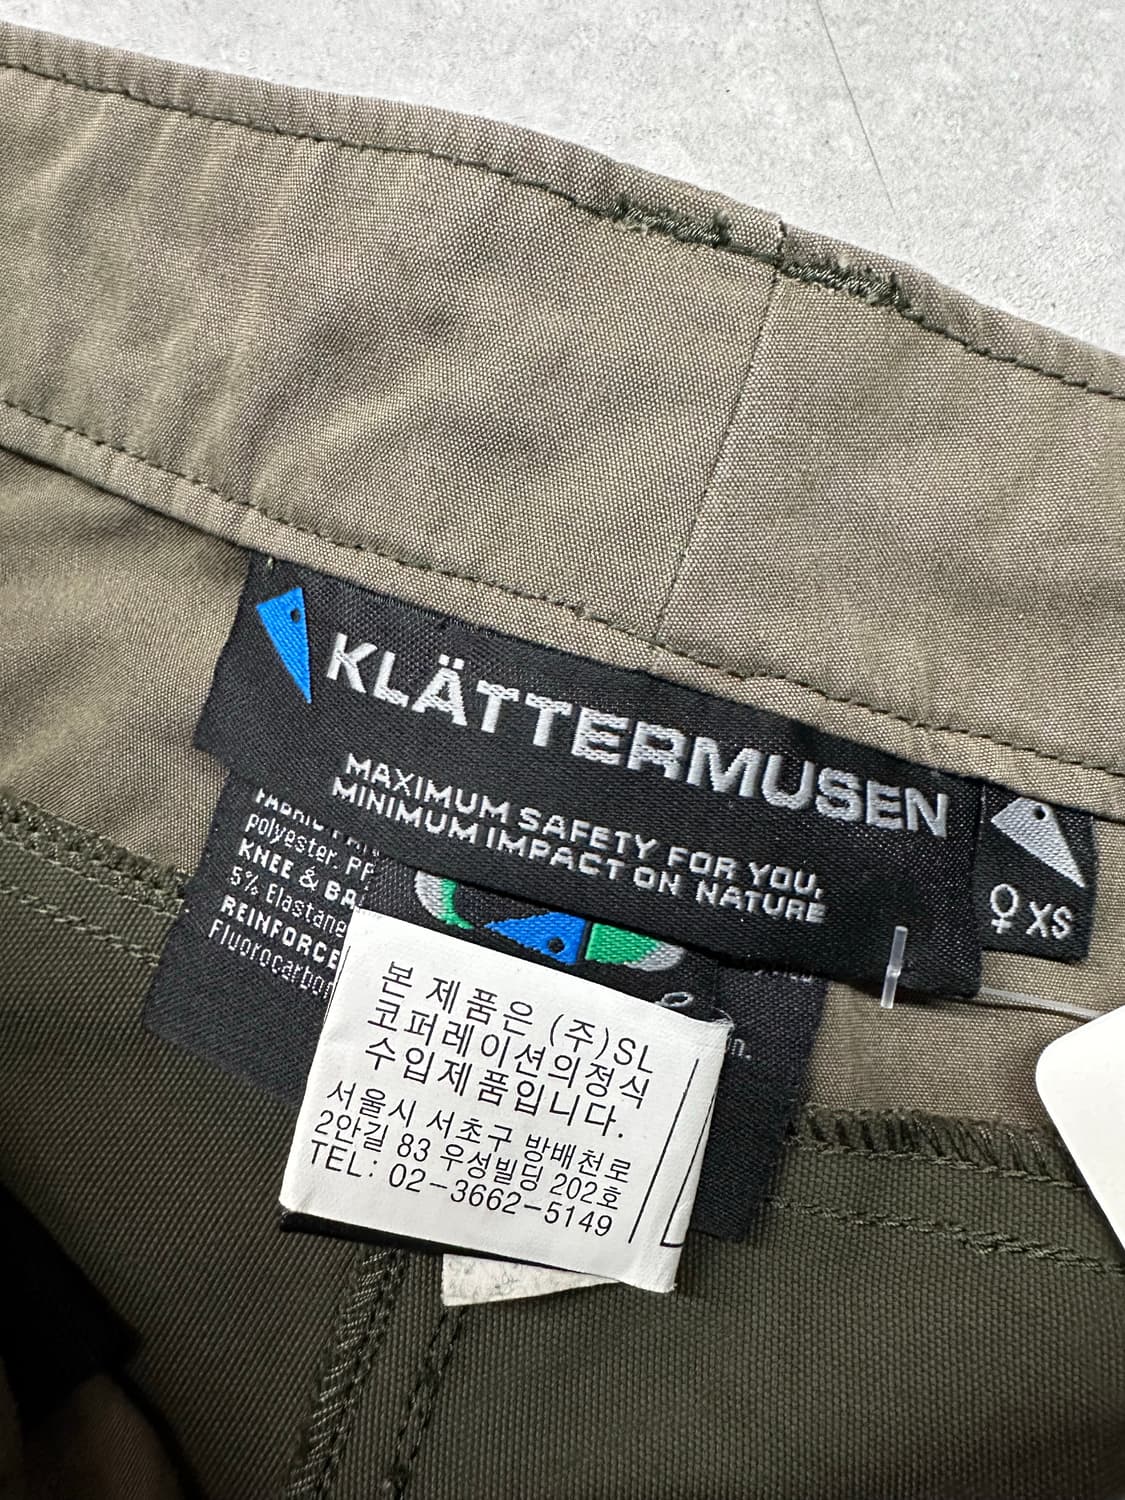 KLÄTTERMUSEN
MAXIMUM SAFETY FOR YOU,
MINIMUM IMPACT ON NATURE
♀ XS
polyester. PF
KNEE & BA
5% Elastane
REINFORCE
Fluorocarbon
본 제품은 (주)SL
코퍼레이션의정식
수입제품입니다.
서울시 서초구 방배천로
2안길 83 우성빌딩 202호
TEL: 02-3662-5149